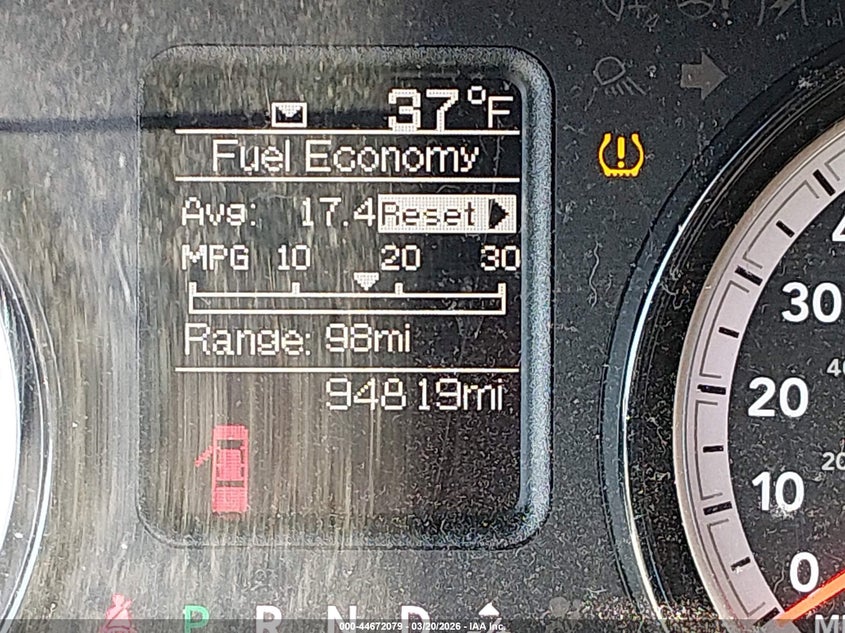 37°F
Fuel Economy
Avg: 17.4 Reset
MPG 10 20 30
Range: 98mi
94819mi
30
20
10
0
20
P R N D
000-44672079 - 03/20/2026 - IAA Inc.